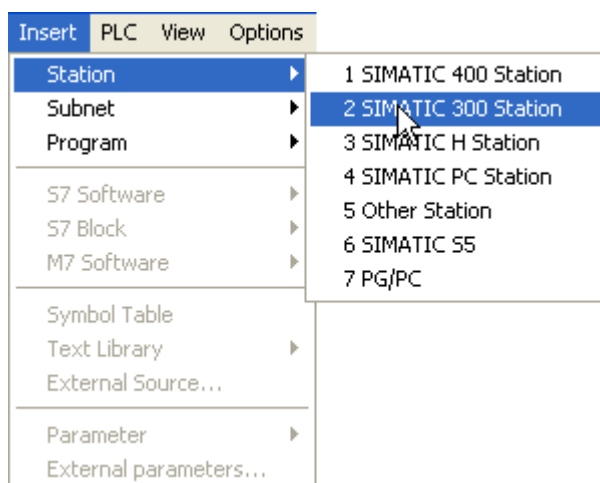 Insert PLC View Options
Station
Subnet
Program
S7 Software
S7 Block
M7 Software
Symbol Table
Text Library
External Source...
Parameter
External parameters...
1 SIMATIC 400 Station
2 SIMATIC 300 Station
3 SIMATIC H Station
4 SIMATIC PC Station
5 Other Station
6 SIMATIC S5
7 PG/PC